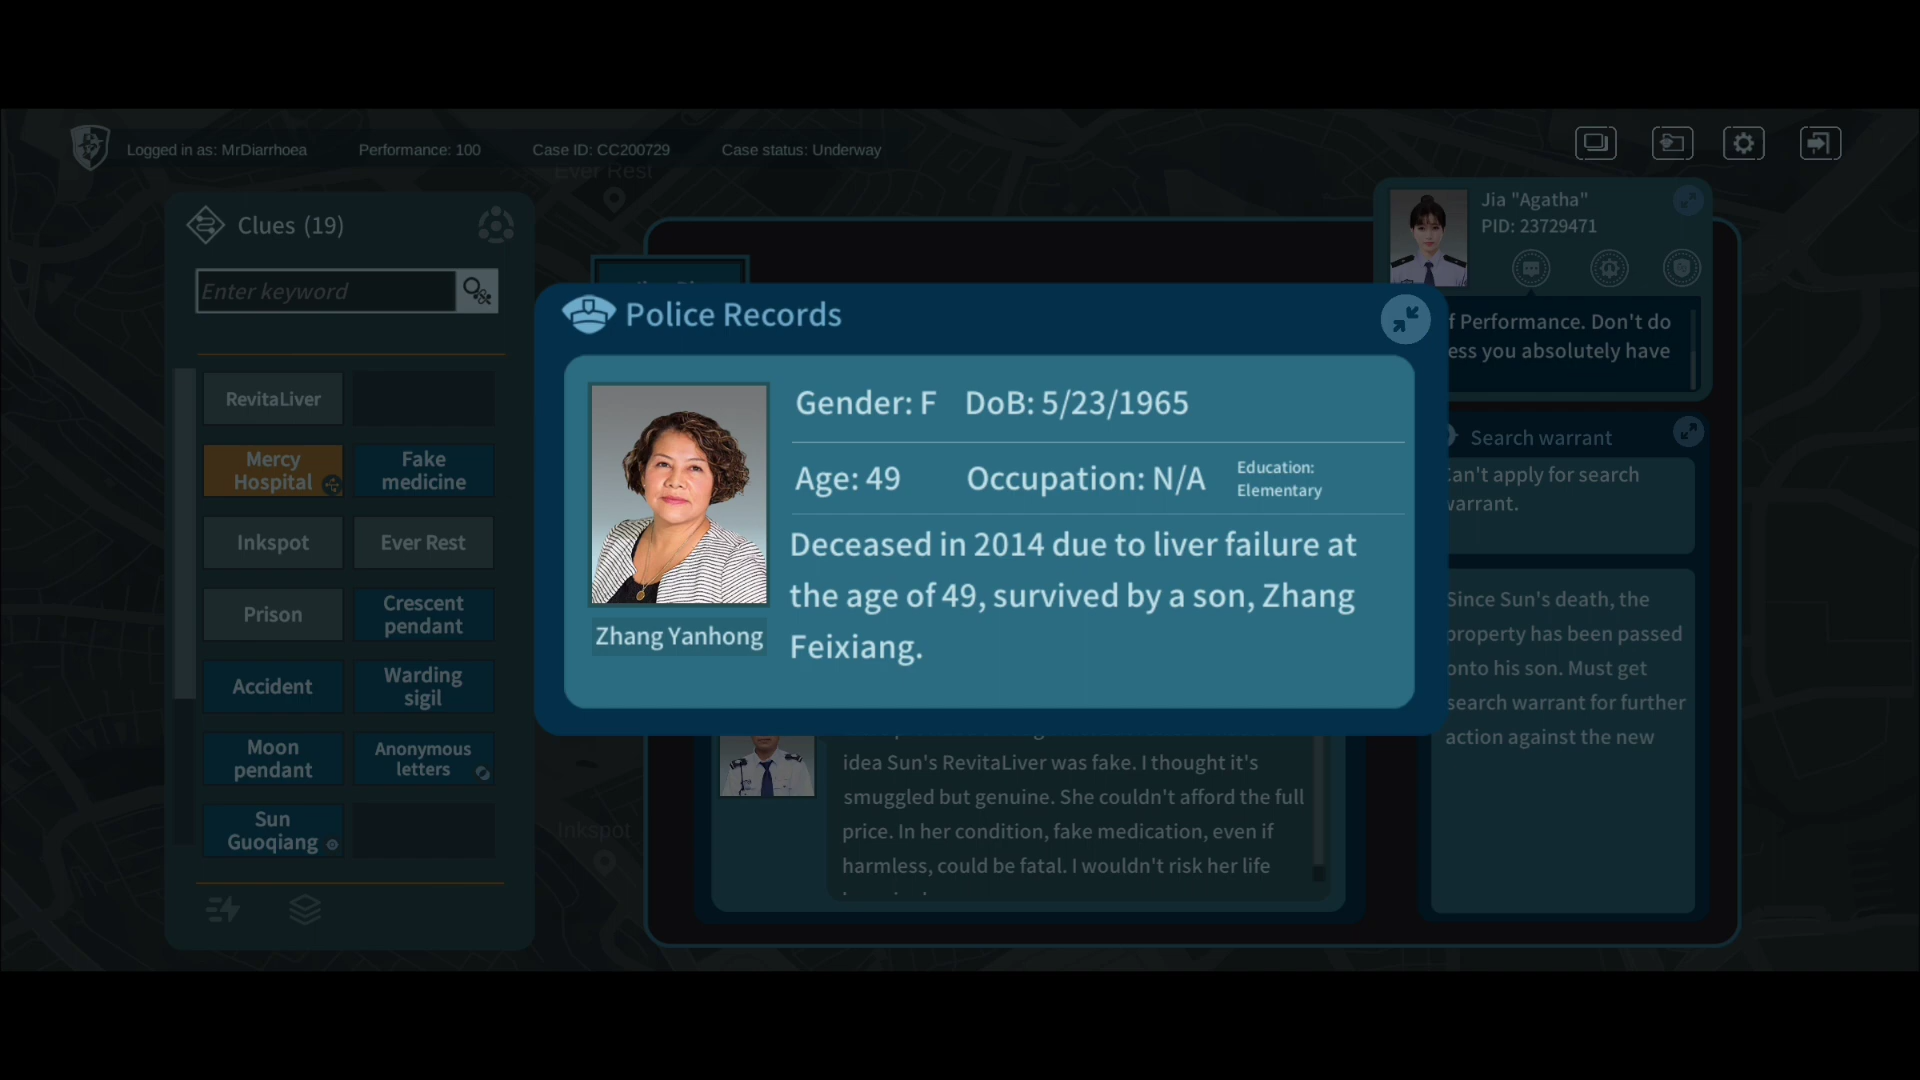 Logged in as: MrDiarrhoea
Performance: 100
Case ID: CC200729
Case status: Underway
Ever Rest
Clues (19)
Enter keyword
RevitaLiver
Mercy
Hospital
Fake
medicine
Inkspot
Ever Rest
Prison
Crescent
pendant
Accident
Warding
sigil
Moon
pendant
Anonymous
letters
Sun
Guoqiang
Police Records
Gender: F
DoB: 5/23/1965
Age: 49
Occupation: N/A
Education:
Elementary
Deceased in 2014 due to liver failure at
the age of 49, survived by a son, Zhang
Feixiang.
Zhang Yanhong
Inkspot
idea Sun's RevitaLiver was fake. I thought it's
smuggled but genuine. She couldn't afford the full
price. In her condition, fake medication, even if
harmless, could be fatal. I wouldn't risk her life
Jia "Agatha"
PID: 23729471
f Performance. Don't do
ess you absolutely have
Search warrant
Can't apply for search
warrant.
Since Sun's death, the
property has been passed
onto his son. Must get
search warrant for further
action against the new